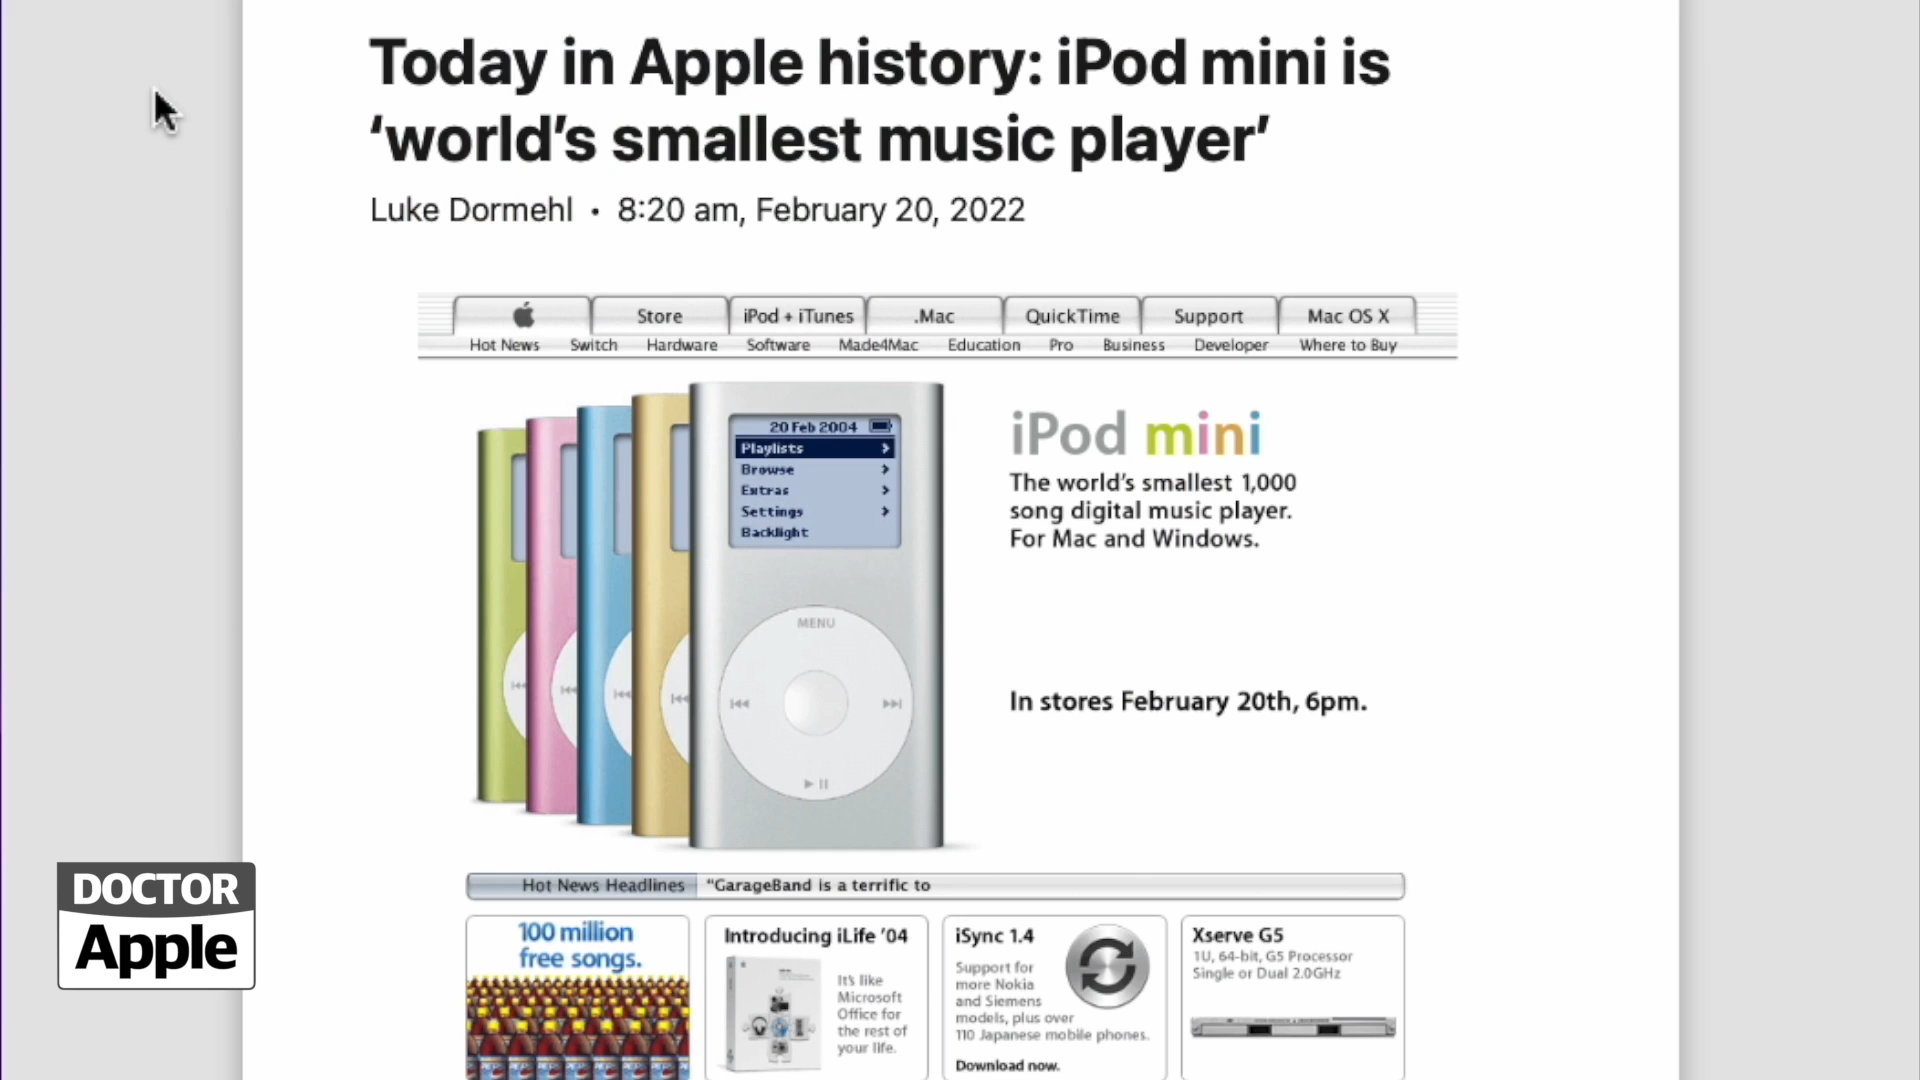 Today in Apple history: iPod mini is
‘world’s smallest music player’
Luke Dormehl • 8:20 am, February 20, 2022
Store
iPod + iTunes
.Mac
QuickTime
Support
Mac OS X
Hot News
Switch
Hardware
Software
Made4Mac
Education
Pro
Business
Developer
Where to Buy
20 Feb 2004
Playlists
Browse
Extras
Settings
Backlight
MENU
iPod mini
The world’s smallest 1,000
song digital music player.
For Mac and Windows.
In stores February 20th, 6pm.
Hot News Headlines
“GarageBand is a terrific to
100 million
free songs.
Introducing iLife ’04
It’s like
Microsoft
Office for
the rest of
your life.
iSync 1.4
Support for
more Nokia
and Siemens
models, plus over
110 Japanese mobile phones.
Download now.
Xserve G5
1U, 64-bit, G5 Processor
Single or Dual 2.0GHz
DOCTOR
Apple